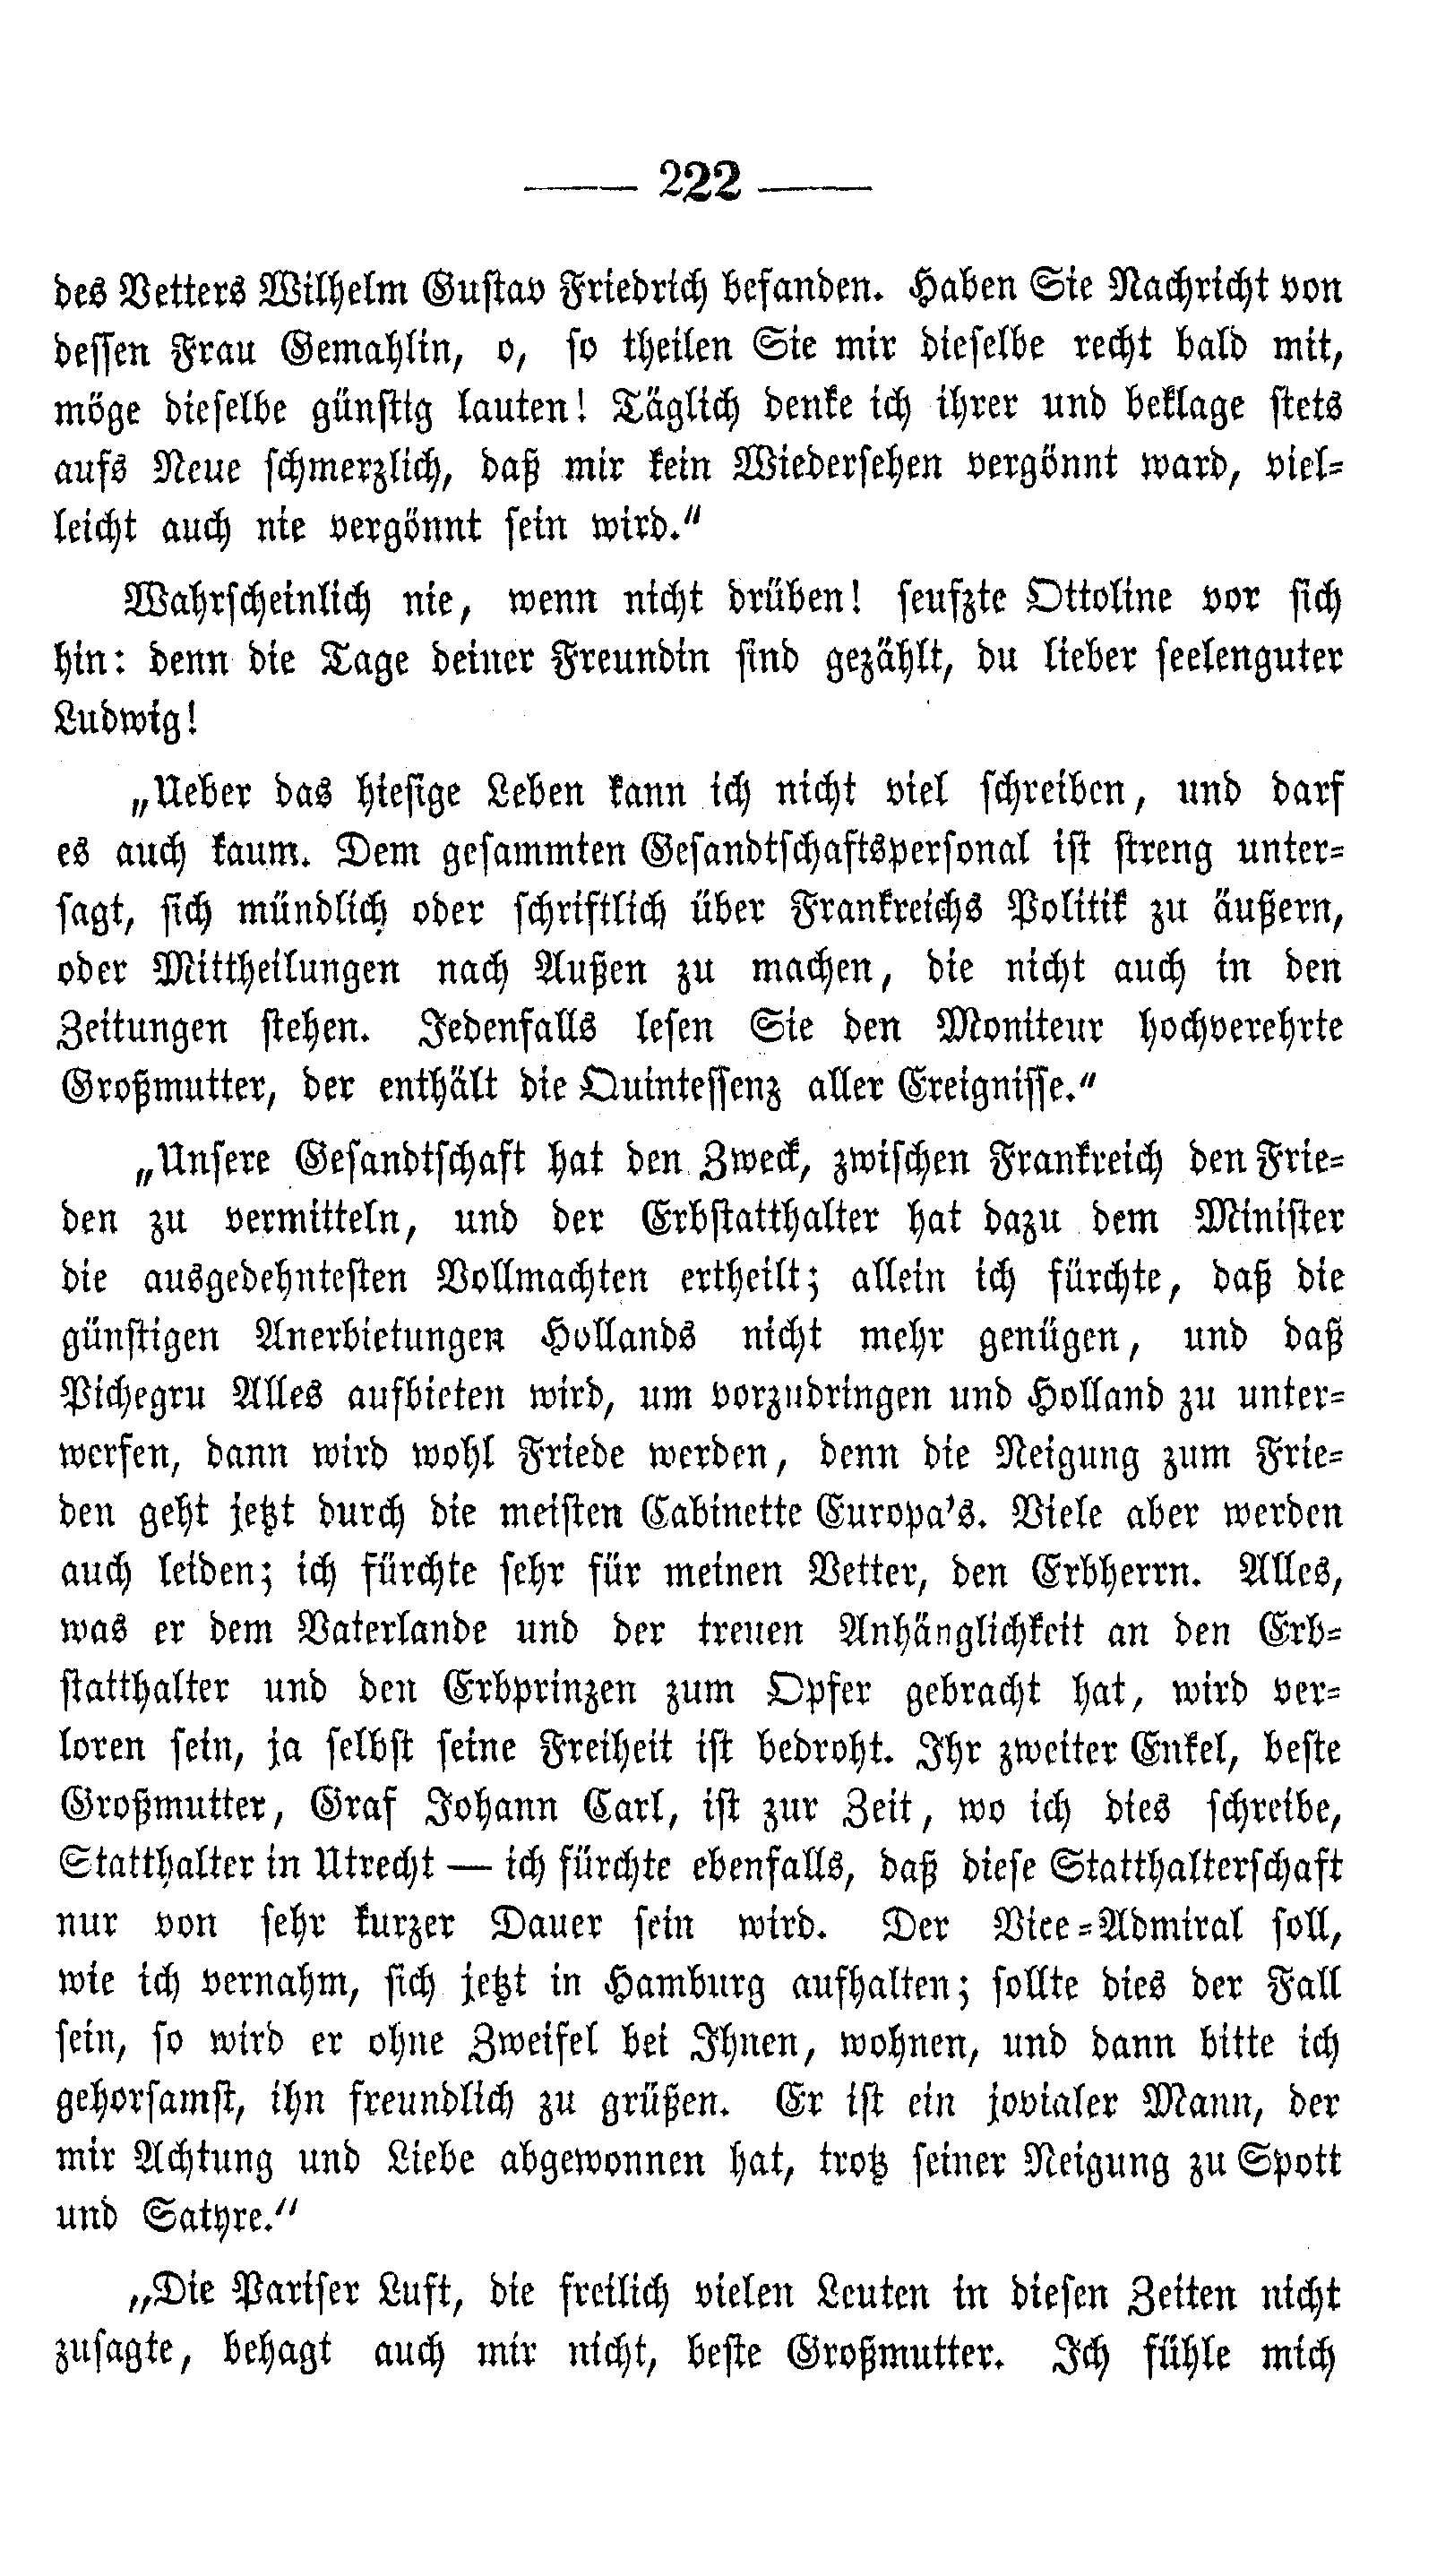 — 222 —
des Vetters Wilhelm Gustav Friedrich befanden. Haben Sie Nachricht von
dessen Frau Gemahlin, o, so theilen Sie mir dieselbe recht bald mit,
möge dieselbe günstig lauten! Täglich denke ich ihrer und beklage stets
aufs Neue schmerzlich, daß mir kein Wiedersehen vergönnt ward, viel-
leicht auch nie vergönnt sein wird.“
Wahrscheinlich nie, wenn nicht drüben! seufzte Ottoline vor sich
hin: denn die Tage deiner Freundin sind gezählt, du lieber seelenguter
Ludwig!
„Ueber das hiesige Leben kann ich nicht viel schreiben, und darf
es auch kaum. Dem gesammten Gesandtschaftspersonal ist streng unter-
sagt, sich mündlich oder schriftlich über Frankreichs Politik zu äußern,
oder Mittheilungen nach Außen zu machen, die nicht auch in den
Zeitungen stehen. Jedenfalls lesen Sie den Moniteur hochverehrte
Großmutter, der enthält die Quintessenz aller Ereignisse.“
„Unsere Gesandtschaft hat den Zweck, zwischen Frankreich den Frie-
den zu vermitteln, und der Erbstatthalter hat dazu dem Minister
die ausgedehntesten Vollmachten ertheilt; allein ich fürchte, daß die
günstigen Anerbietungen Hollands nicht mehr genügen, und daß
Pichegru Alles aufbieten wird, um vorzudringen und Holland zu unter-
werfen, dann wird wohl Friede werden, denn die Neigung zum Frie-
den geht jetzt durch die meisten Cabinette Europa's. Viele aber werden
auch leiden; ich fürchte sehr für meinen Vetter, den Erbherrn. Alles,
was er dem Vaterlande und der treuen Anhänglichkeit an den Erb-
statthalter und den Erbprinzen zum Opfer gebracht hat, wird ver-
loren sein, ja selbst seine Freiheit ist bedroht. Ihr zweiter Enkel, beste
Großmutter, Graf Johann Carl, ist zur Zeit, wo ich dies schreibe,
Statthalter in Utrecht — ich fürchte ebenfalls, daß diese Statthalterschaft
nur von sehr kurzer Dauer sein wird. Der Vice-Admiral soll,
wie ich vernahm, sich jetzt in Hamburg aufhalten; sollte dies der Fall
sein, so wird er ohne Zweifel bei Ihnen, wohnen, und dann bitte ich
gehorsamst, ihn freundlich zu grüßen. Er ist ein jovialer Mann, der
mir Achtung und Liebe abgewonnen hat, trotz seiner Neigung zu Spott
und Satyre.“
„Die Pariser Luft, die freilich vielen Leuten in diesen Zeiten nicht
zusagte, behagt auch mir nicht, beste Großmutter. Ich fühle mich